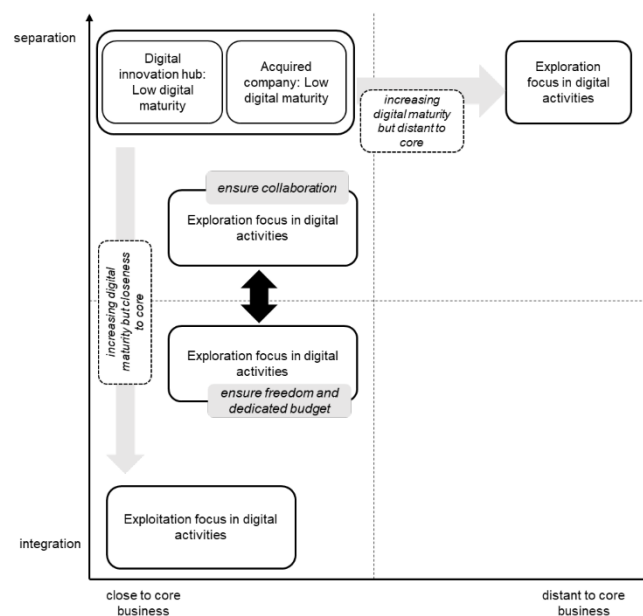 separation
Digital
innovation hub:
Low digital
maturity
Acquired
company: Low
digital maturity
increasing
digital maturity
but distant to
core
Exploration
focus in digital
activities
ensure collaboration
Exploration focus in digital
activities
increasing digital
maturity but closeness
to core
Exploration focus in digital
activities
ensure freedom and
dedicated budget
Exploitation focus in digital
activities
integration
close to core
business
distant to core
business